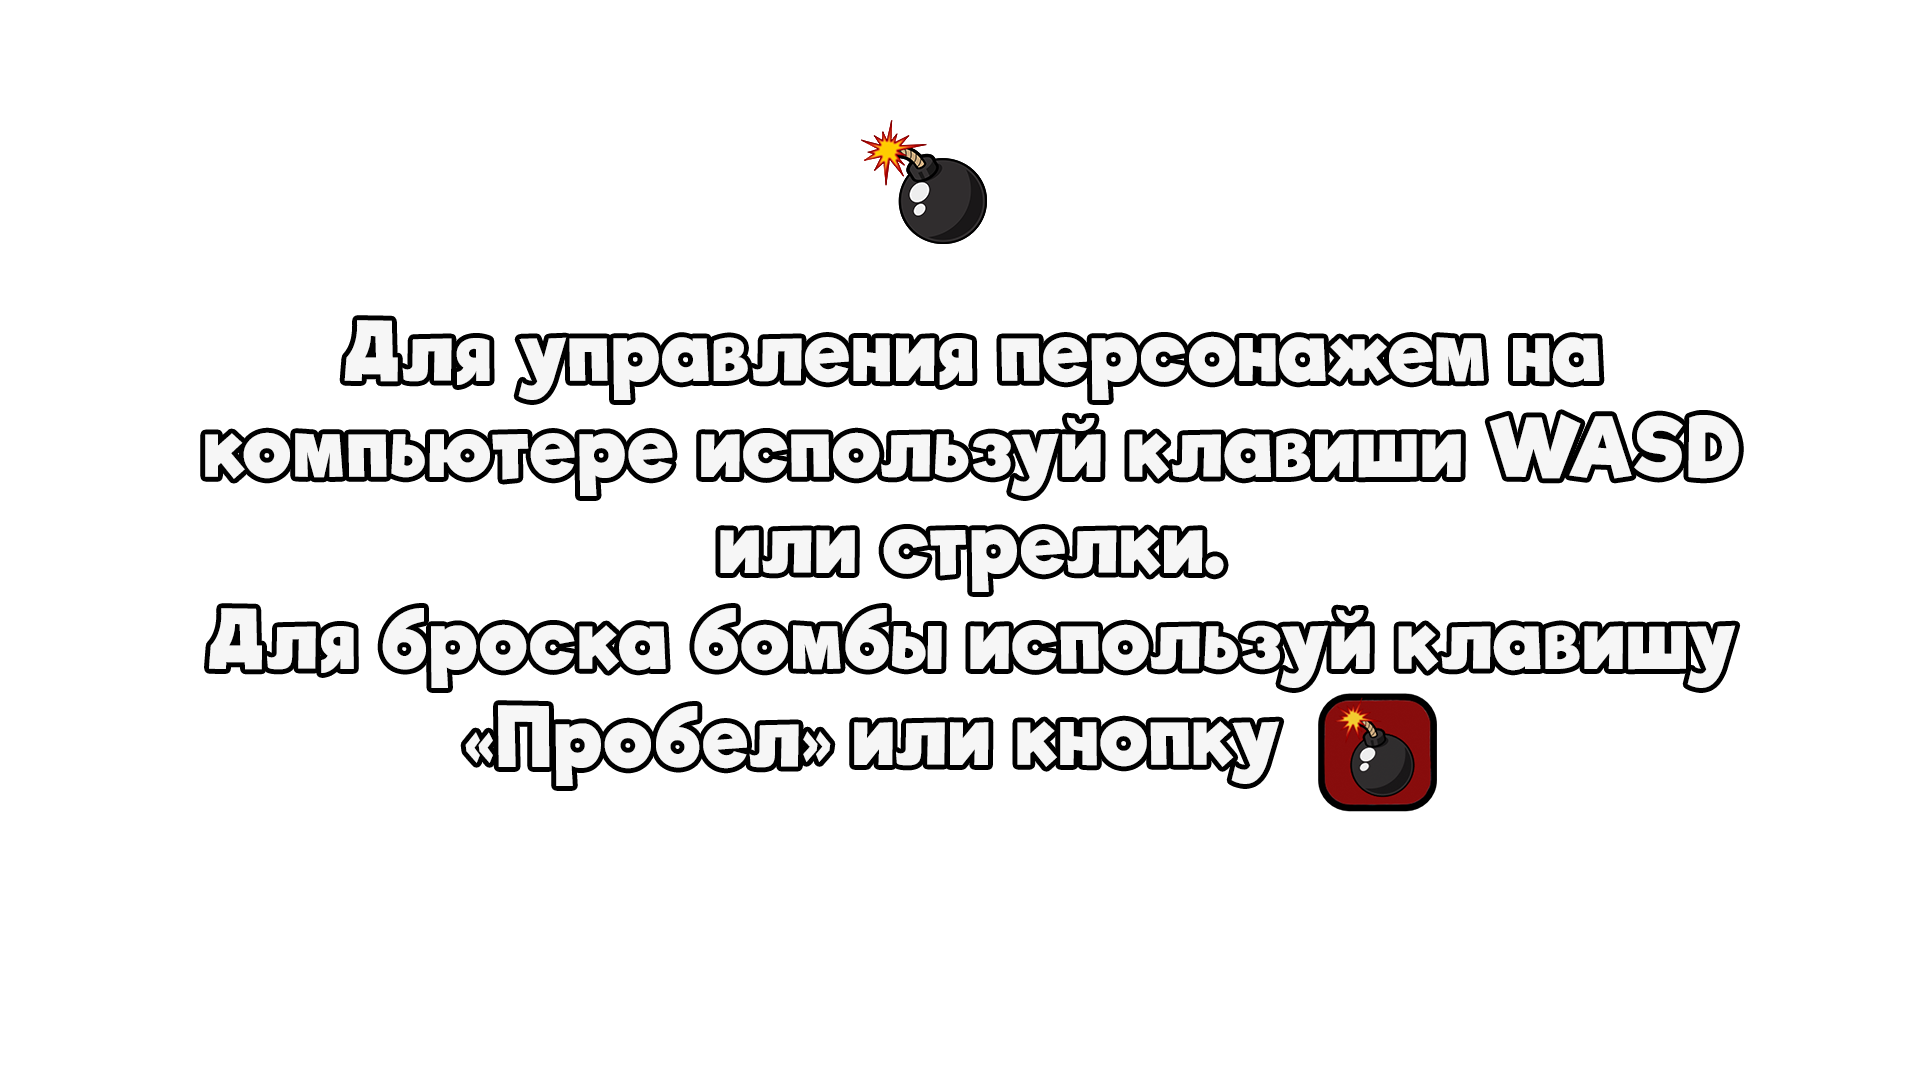 Для управления персонажем на
компьютере используй клавиши WASD
или стрелки.
Для броска бомбы используй клавишу
«Пробел» или кнопку